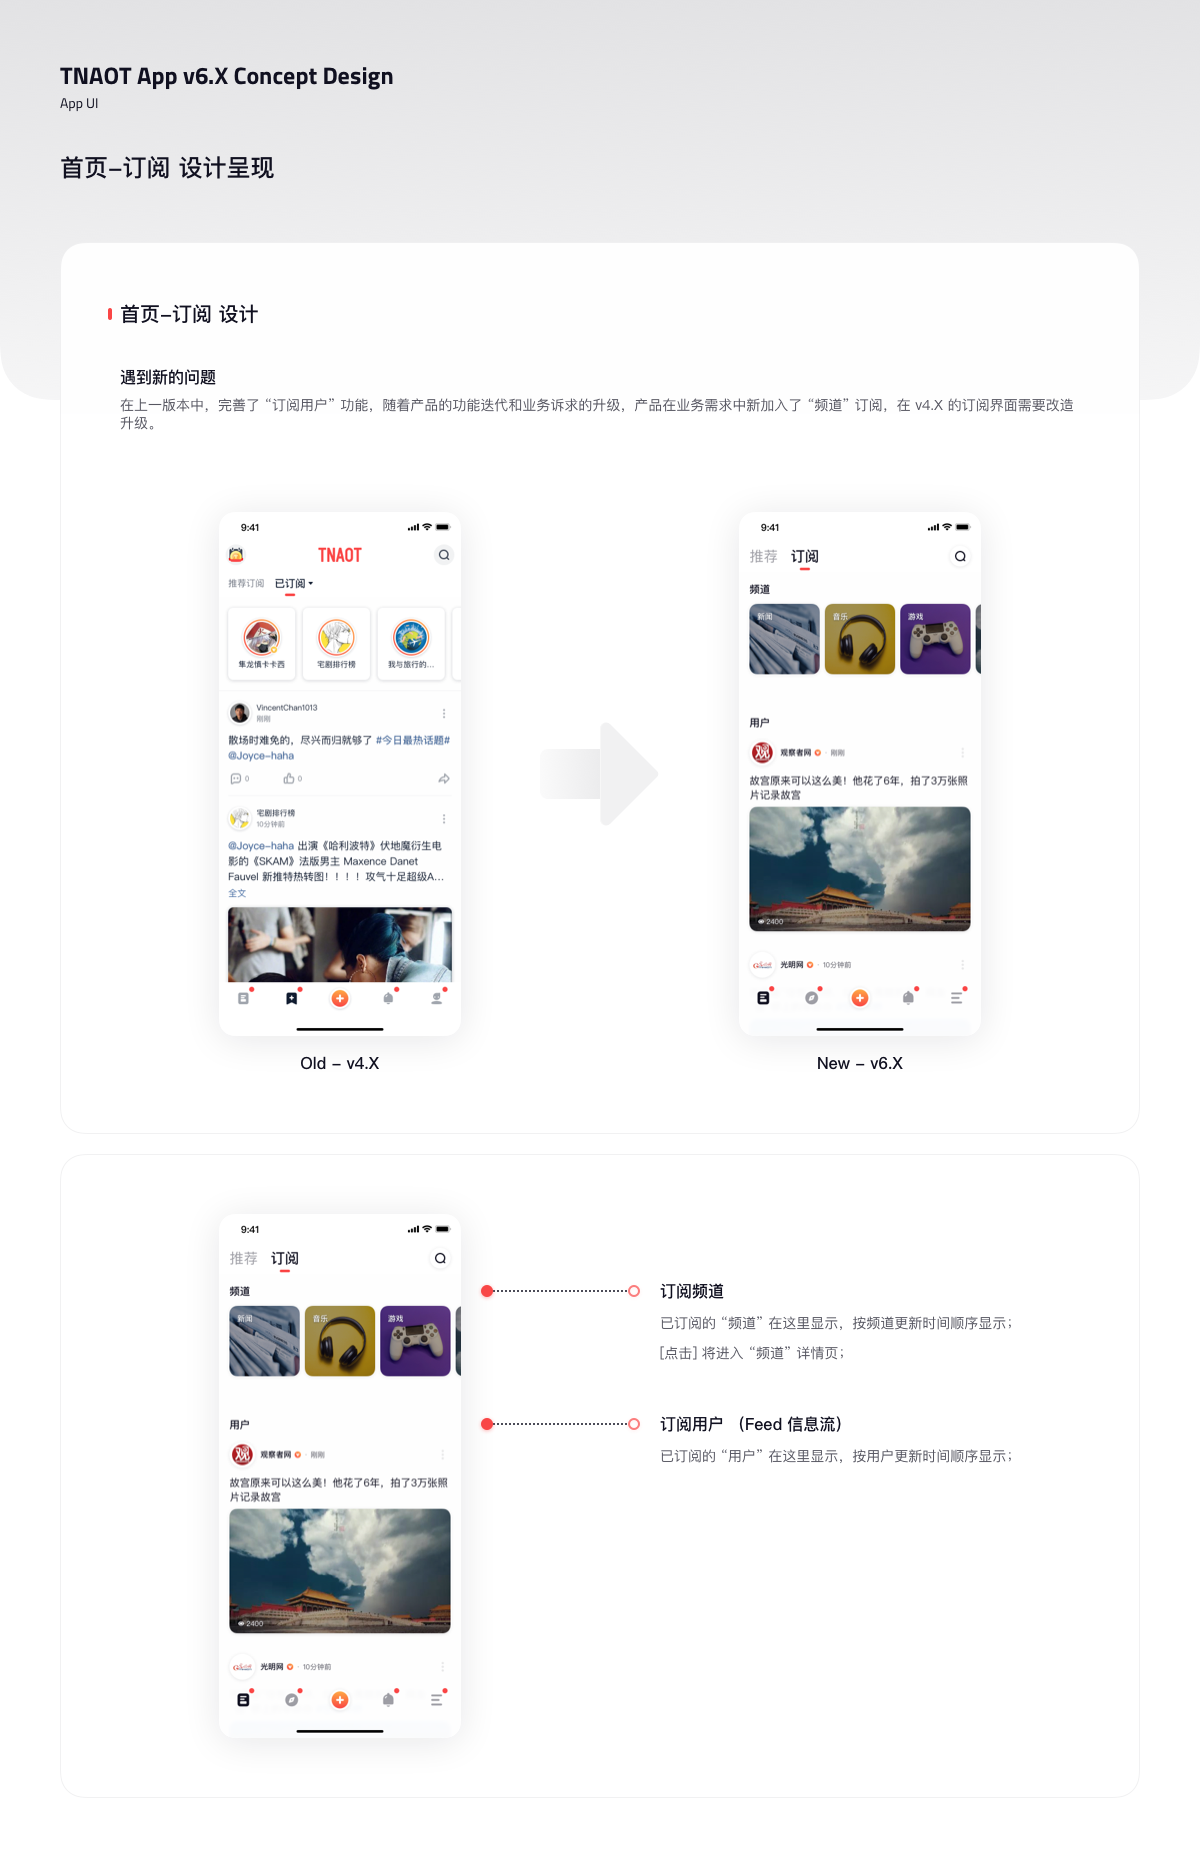 TNAOT App v6.X Concept Design
App UI
首页–订阅 设计呈现
首页–订阅 设计
遇到新的问题
在上一版本中，完善了 “订阅用户” 功能，随着产品的功能迭代和业务诉求的升级，产品在业务需求中新加入了 “频道” 订阅，在 v4.X 的订阅界面需要改造
升级。
9:41
TNAOT
推荐订阅 已订阅
隼龙慎卡卡西 宅剧排行榜 我与旅行的...
VincentChan1013
刚刚
散场时难免的，尽兴而归就够了 #今日最热话题#
@Joyce-haha
0 0
宅剧排行榜
10分钟前
@Joyce-haha 出演《哈利波特》伏地魔衍生电
影的《SKAM》法版男主 Maxence Danet
Fauvel 新推特热转图！！！！攻气十足超级A...
全文
Old – v4.X
9:41
推荐 订阅
频道
新闻 音乐 游戏
用户
观察者网 · 刚刚
故宫原来可以这么美！他花了6年，拍了3万张照
片记录故宫
2400
光明网 · 10分钟前
New – v6.X
9:41
推荐 订阅
频道
新闻 音乐 游戏
用户
观察者网 · 刚刚
故宫原来可以这么美！他花了6年，拍了3万张照
片记录故宫
2400
光明网 · 10分钟前
订阅频道
已订阅的 “频道” 在这里显示，按频道更新时间顺序显示；
[点击] 将进入 “频道” 详情页；
订阅用户 （Feed 信息流）
已订阅的 “用户” 在这里显示，按用户更新时间顺序显示；